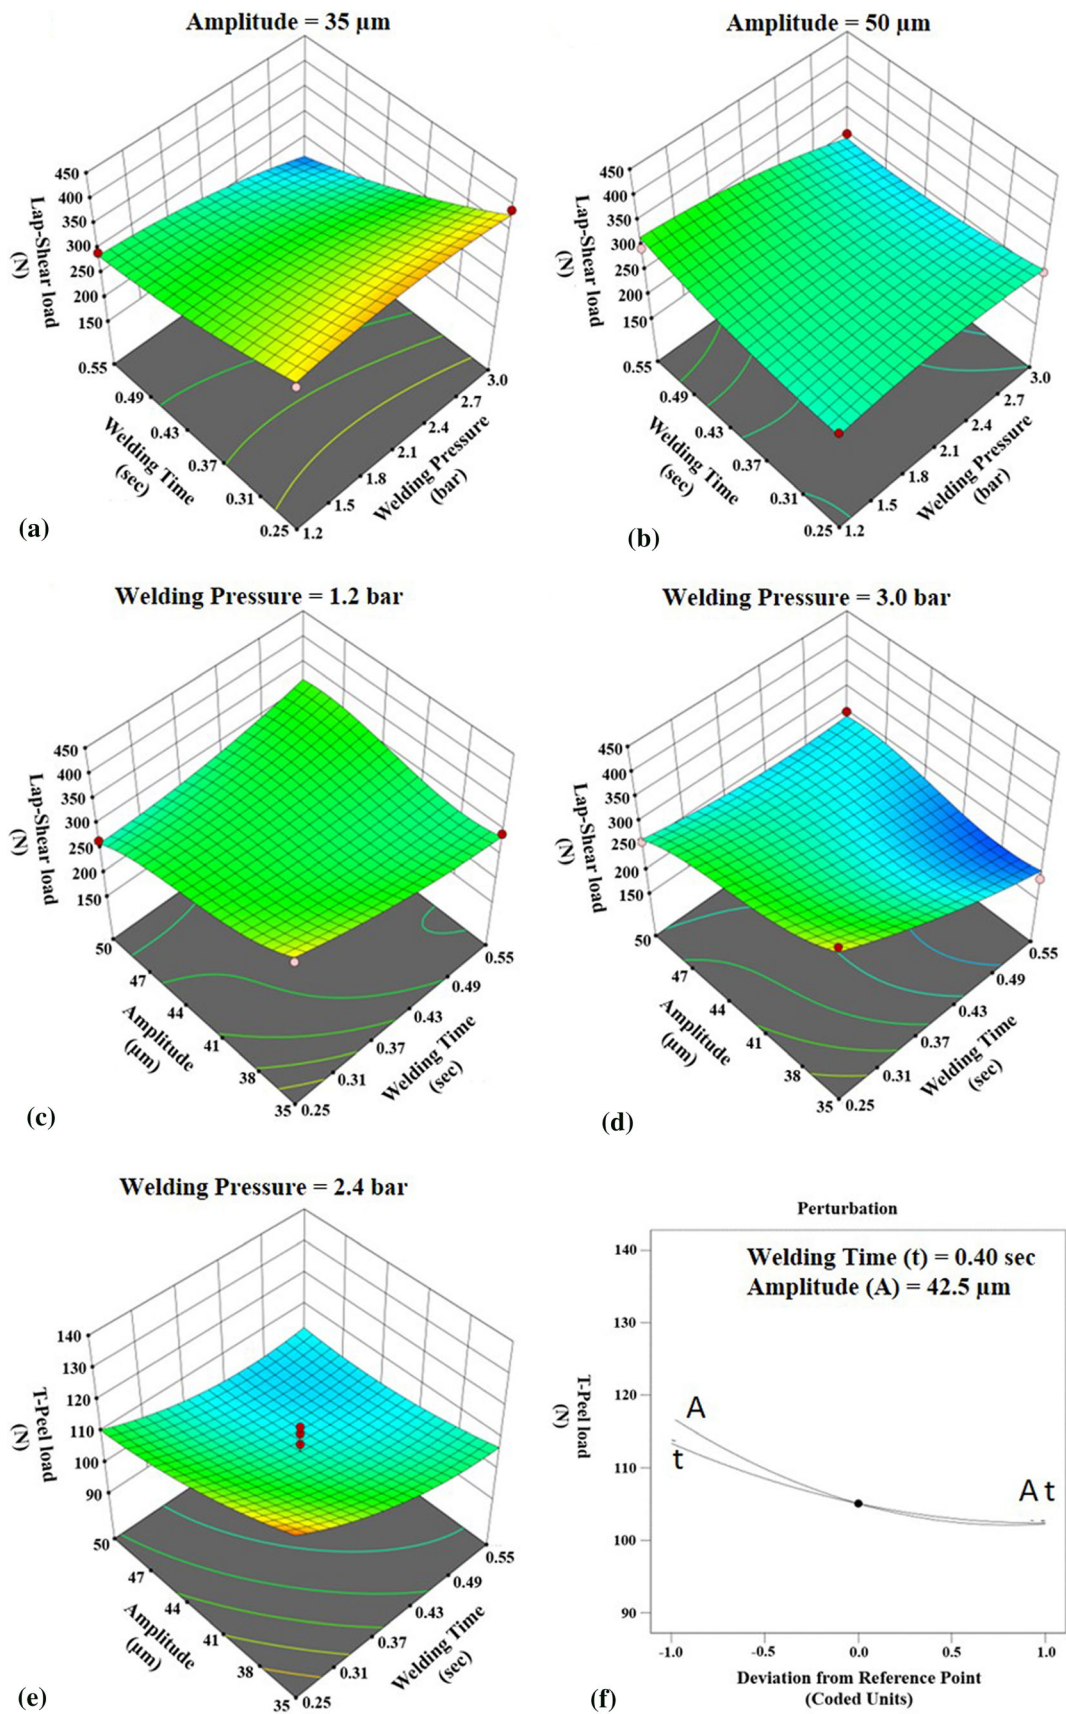 Amplitude = 35 µm
450
400
350
300
250
200
150
Lap-Shear load
(N)
0.55
0.49
0.43
0.37
0.31
0.25
Welding Time
(sec)
1.2
1.5
1.8
2.1
2.4
2.7
3.0
Welding Pressure
(bar)
(a)
Amplitude = 50 µm
450
400
350
300
250
200
150
Lap-Shear load
(N)
0.55
0.49
0.43
0.37
0.31
0.25
Welding Time
(sec)
1.2
1.5
1.8
2.1
2.4
2.7
3.0
Welding Pressure
(bar)
(b)
Welding Pressure = 1.2 bar
450
400
350
300
250
200
150
Lap-Shear load
(N)
50
47
44
41
38
35
Amplitude
(µm)
0.25
0.31
0.37
0.43
0.49
0.55
Welding Time
(sec)
(c)
Welding Pressure = 3.0 bar
450
400
350
300
250
200
150
Lap-Shear load
(N)
50
47
44
41
38
35
Amplitude
(µm)
0.25
0.31
0.37
0.43
0.49
0.55
Welding Time
(sec)
(d)
Welding Pressure = 2.4 bar
140
130
120
110
100
90
T-Peel load
(N)
50
47
44
41
38
35
Amplitude
(µm)
0.25
0.31
0.37
0.43
0.49
0.55
Welding Time
(sec)
(e)
Perturbation
Welding Time (t) = 0.40 sec
Amplitude (A) = 42.5 µm
140
130
120
110
100
90
T-Peel load
(N)
A
t
A t
-1.0
-0.5
0.0
0.5
1.0
Deviation from Reference Point
(Coded Units)
(f)